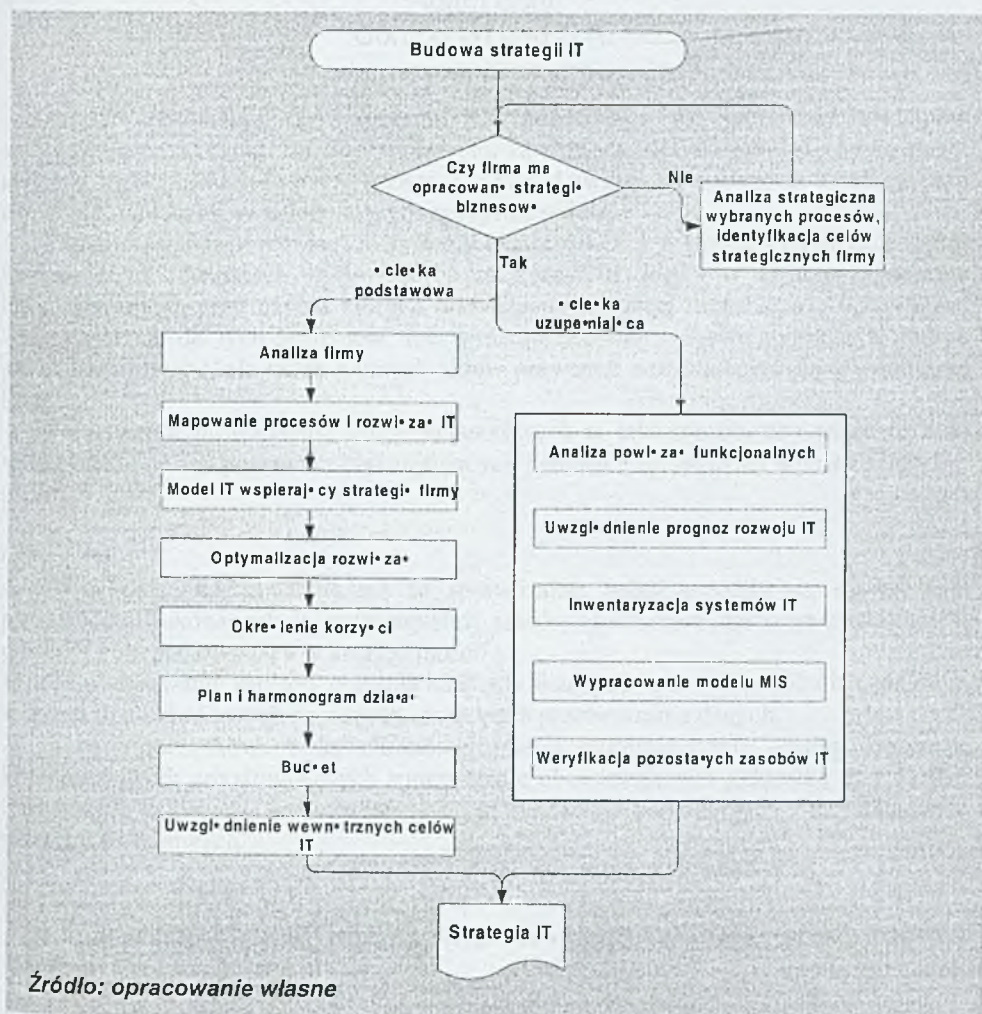 Budowa strategii IT
Czy firma ma
opracowan• strategi•
biznesow•
Nie
Analiza strategiczna
wybranych procesów,
identyfikacja celów
strategicznych firmy
Tak
• cie•ka
podstawowa
• cie•ka
uzupe•niaj•ca
Analiza firmy
Mapowanie procesów i rozwi•za• IT
Model IT wspieraj•cy strategi• firmy
Optymalizacja rozwi•za•
Okre•lenie korzy•ci
Plan i harmonogram dzia•a•
Buc•et
Uwzgl•dnienie wewn•trznych celów
IT
Analiza powi•za• funkcjonalnych
Uwzgl•dnienie prognoz rozwoju IT
Inwentaryzacja systemów IT
Wypracowanie modelu MIS
Weryfikacja pozosta•ych zasobów IT
Strategia IT
Źródło: opracowanie własne